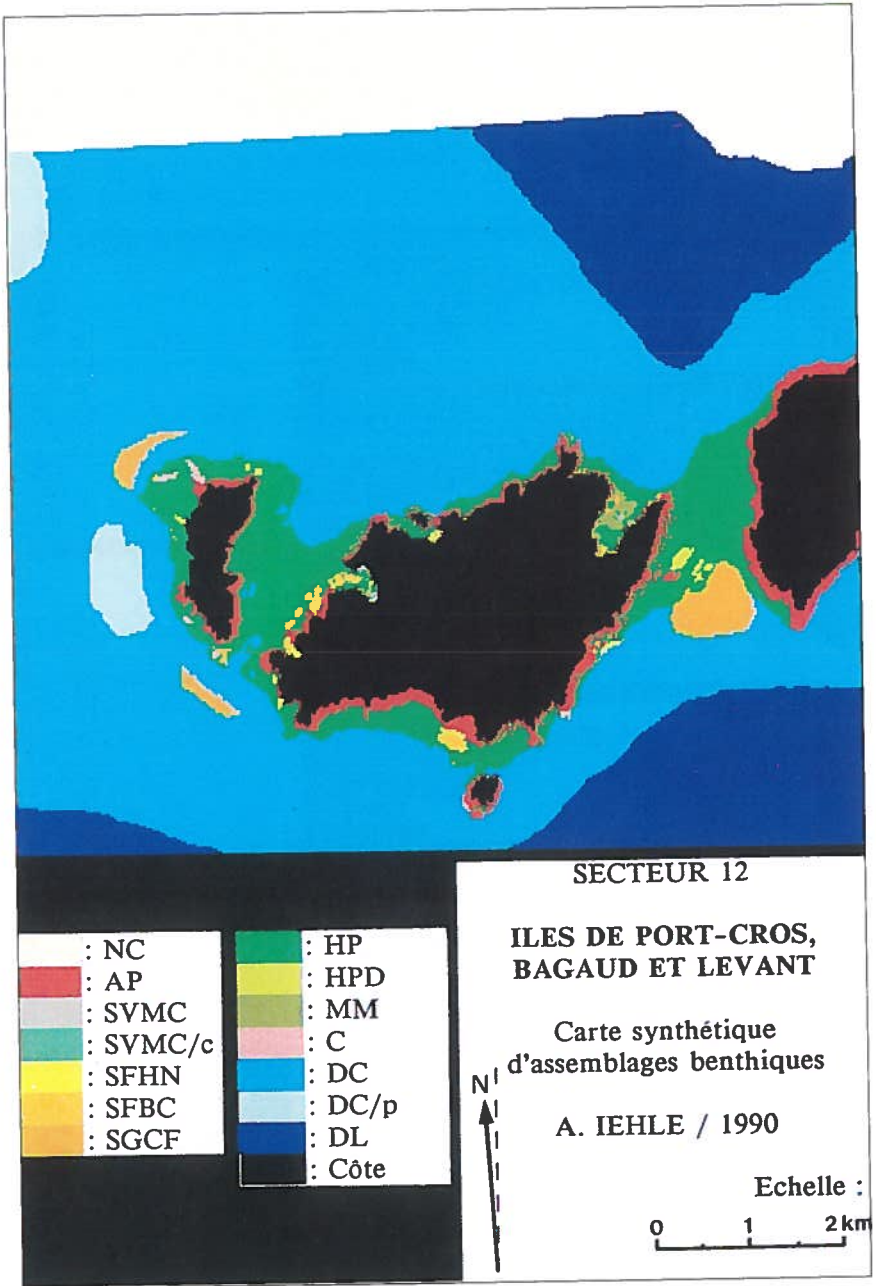 SECTEUR 12
ILES DE PORT-CROS,
BAGAUD ET LEVANT
Carte synthétique
d'assemblages benthiques
A. IEHLE / 1990
N
Echelle :
0 1 2 km
: NC
: AP
: SVMC
: SVMC/c
: SFHN
: SFBC
: SGCF
: HP
: HPD
: MM
: C
: DC
: DC/p
: DL
: Côte